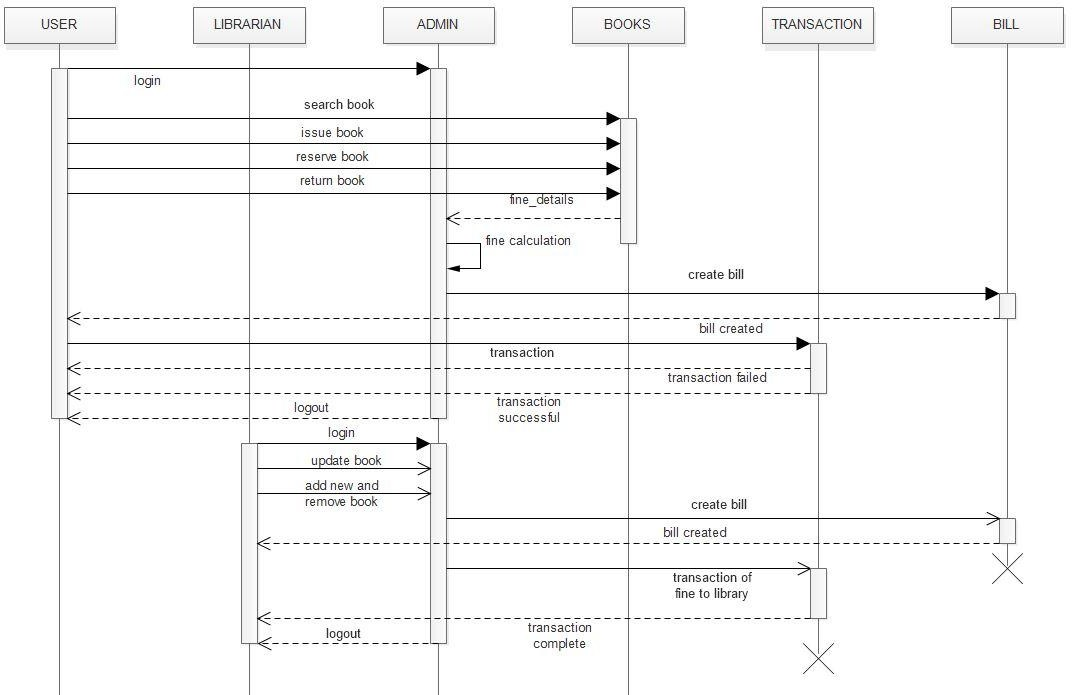 USER
LIBRARIAN
ADMIN
BOOKS
TRANSACTION
BILL
login
search book
issue book
reserve book
return book
fine_details
fine calculation
create bill
bill created
transaction
transaction failed
transaction
successful
logout
login
update book
add new and
remove book
create bill
bill created
transaction of
fine to library
transaction
complete
logout